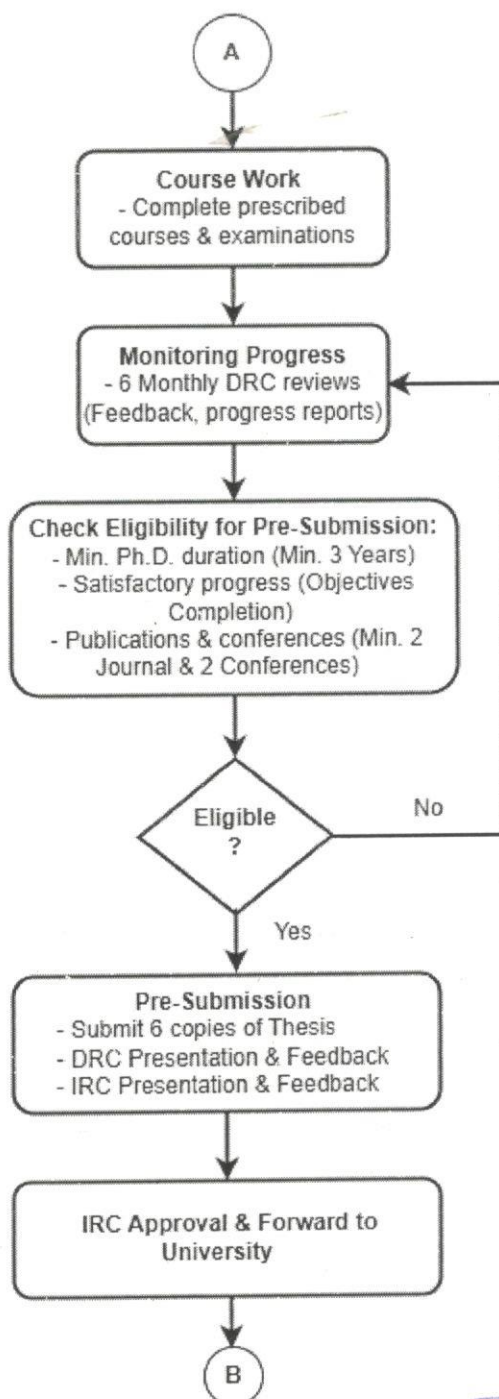 A
Course Work
- Complete prescribed
courses & examinations
Monitoring Progress
- 6 Monthly DRC reviews
(Feedback, progress reports)
Check Eligibility for Pre-Submission:
- Min. Ph.D. duration (Min. 3 Years)
- Satisfactory progress (Objectives
Completion)
- Publications & conferences (Min. 2
Journal & 2 Conferences)
Eligible
?
No
Yes
Pre-Submission
- Submit 6 copies of Thesis
- DRC Presentation & Feedback
- IRC Presentation & Feedback
IRC Approval & Forward to
University
B